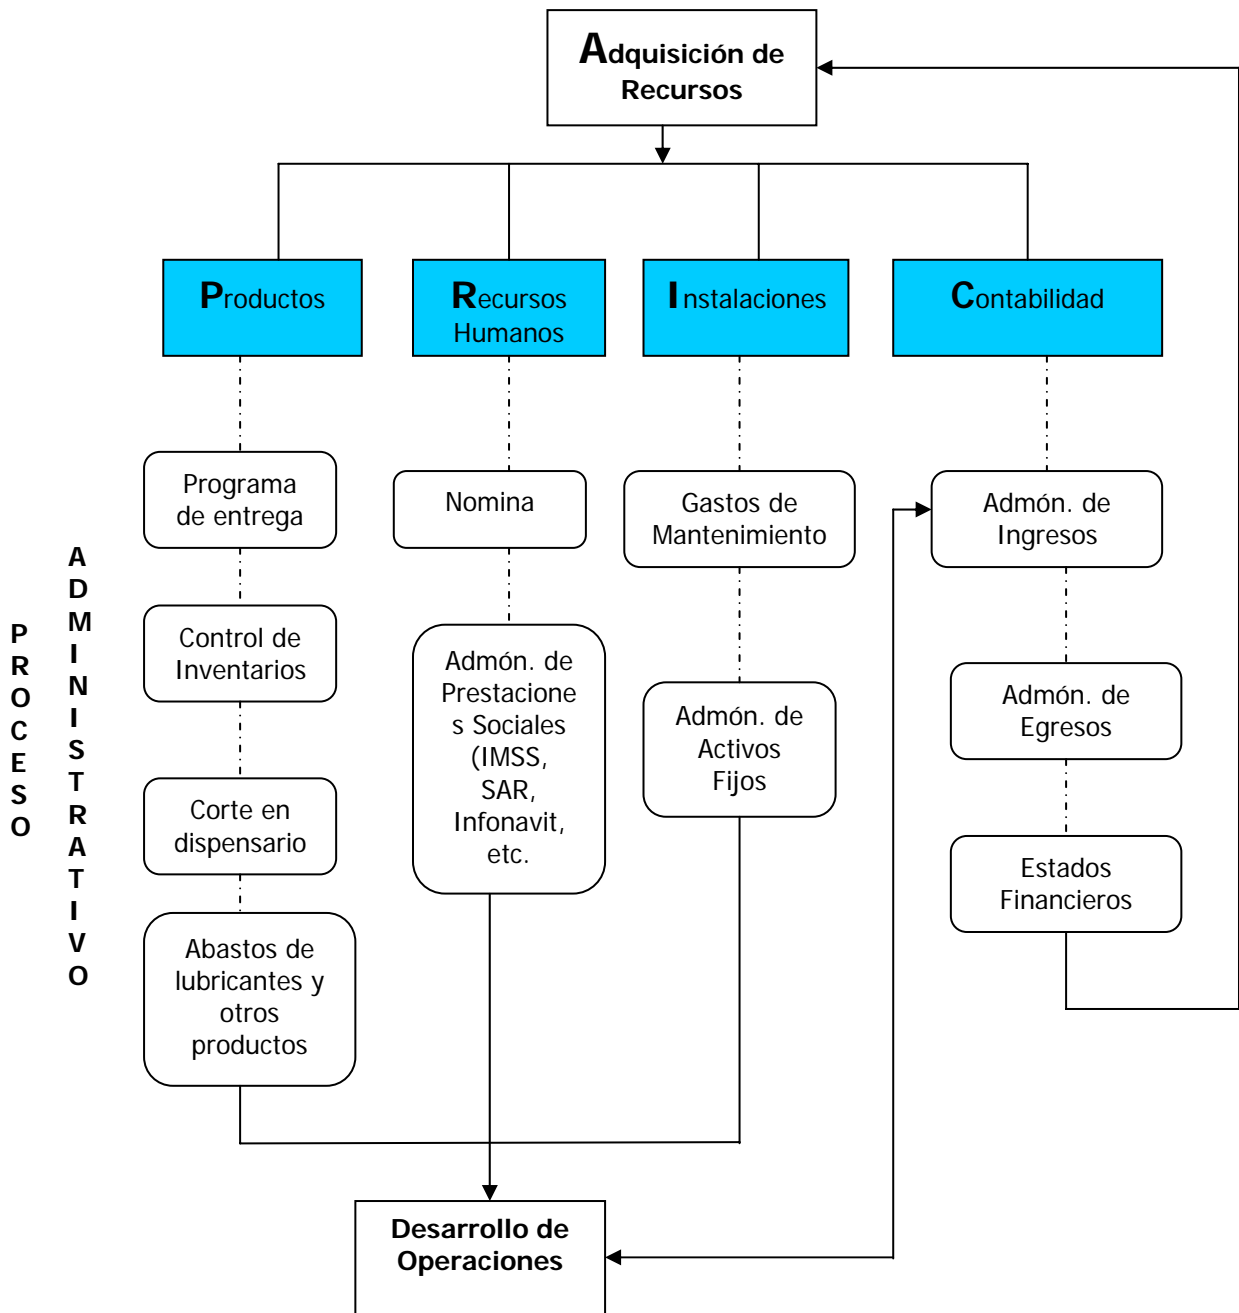 Adquisición de
Recursos
Productos
Recursos
Humanos
Instalaciones
Contabilidad
Programa
de entrega
Nomina
Gastos de
Mantenimiento
Admón. de
Ingresos
PROCESO
ADMINISTRATIVO
Control de
Inventarios
Admón. de
Prestacione
s Sociales
(IMSS,
SAR,
Infonavit,
etc.
Admón. de
Activos
Fijos
Admón. de
Egresos
Corte en
dispensario
Estados
Financieros
Abastos de
lubricantes y
otros
productos
Desarrollo de
Operaciones